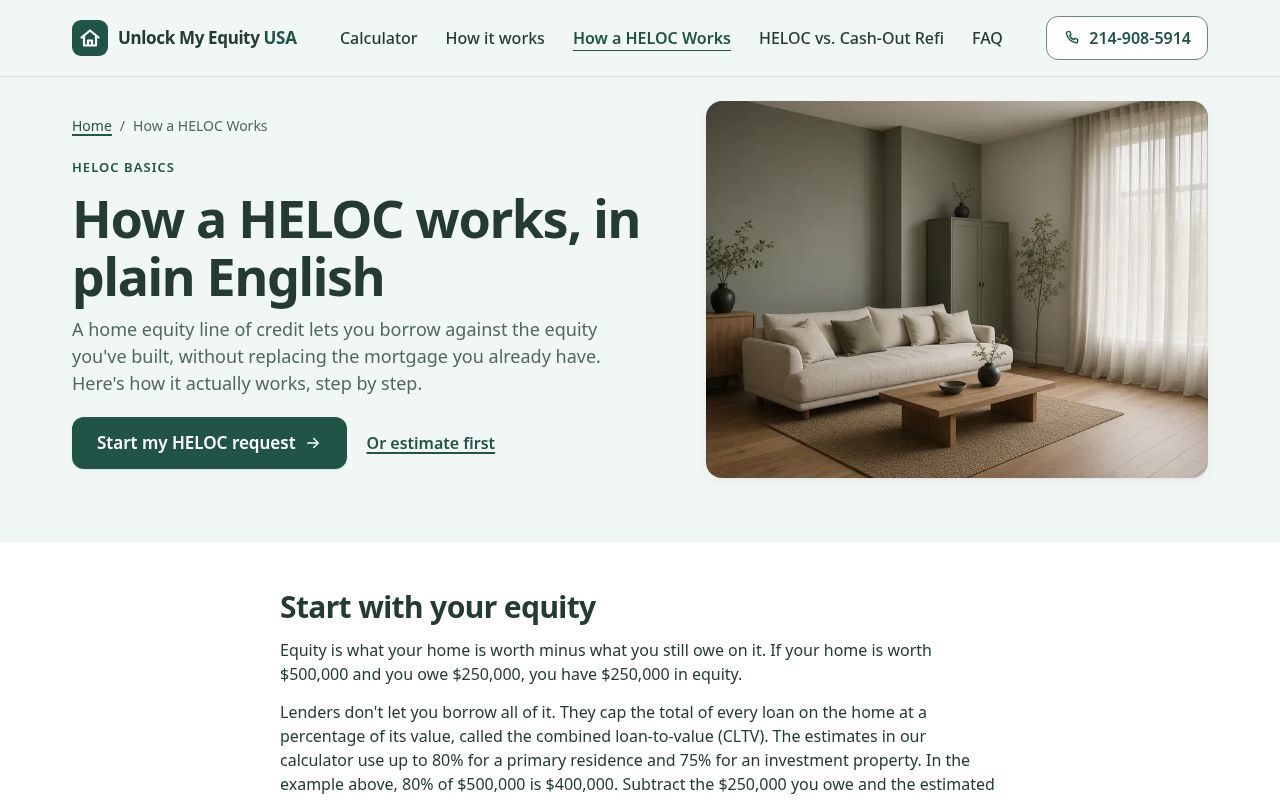 Unlock My Equity USA
Calculator
How it works
How a HELOC Works
HELOC vs. Cash-Out Refi
FAQ
214-908-5914
Home / How a HELOC Works
HELOC BASICS
How a HELOC works, in
plain English
A home equity line of credit lets you borrow against the equity
you've built, without replacing the mortgage you already have.
Here's how it actually works, step by step.
Start my HELOC request →
Or estimate first
Start with your equity
Equity is what your home is worth minus what you still owe on it. If your home is worth
$500,000 and you owe $250,000, you have $250,000 in equity.
Lenders don't let you borrow all of it. They cap the total of every loan on the home at a
percentage of its value, called the combined loan-to-value (CLTV). The estimates in our
calculator use up to 80% for a primary residence and 75% for an investment property. In the
example above, 80% of $500,000 is $400,000. Subtract the $250,000 you owe and the estimated